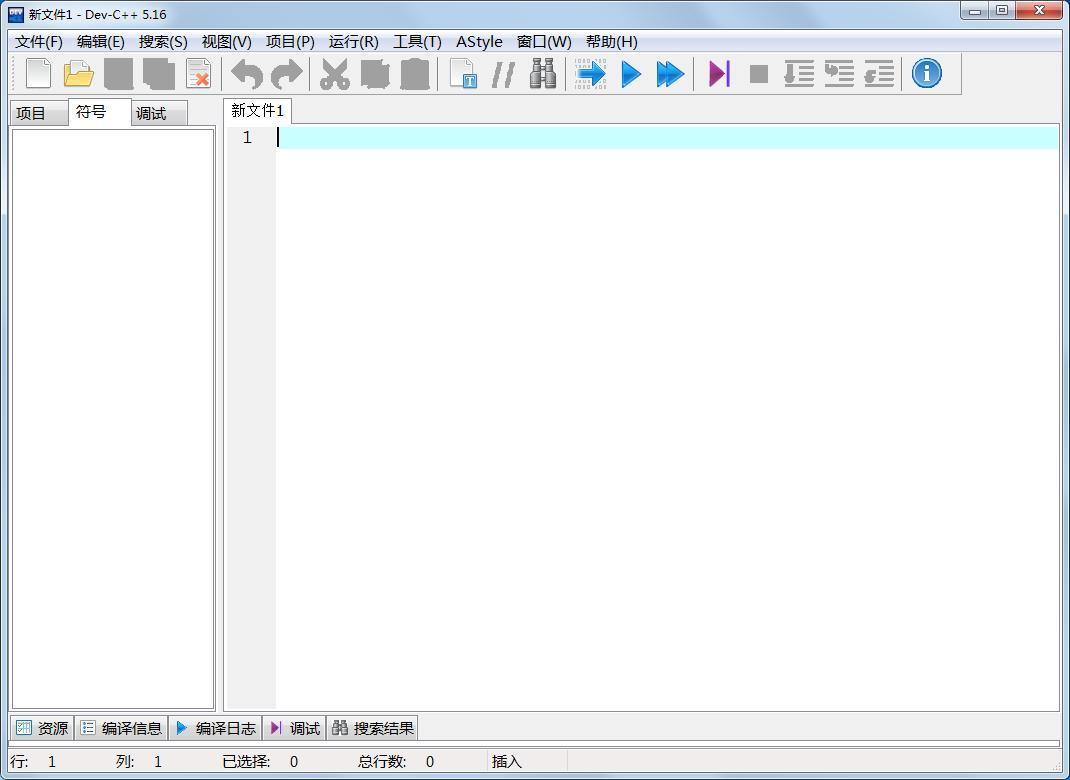 新文件1 - Dev-C++ 5.16
文件(F) 编辑(E) 搜索(S) 视图(V) 项目(P) 运行(R) 工具(T) AStyle 窗口(W) 帮助(H)
项目 符号 调试 新文件1
1
资源 编译信息 编译日志 调试 搜索结果
行: 1 列: 1 已选择: 0 总行数: 0 插入